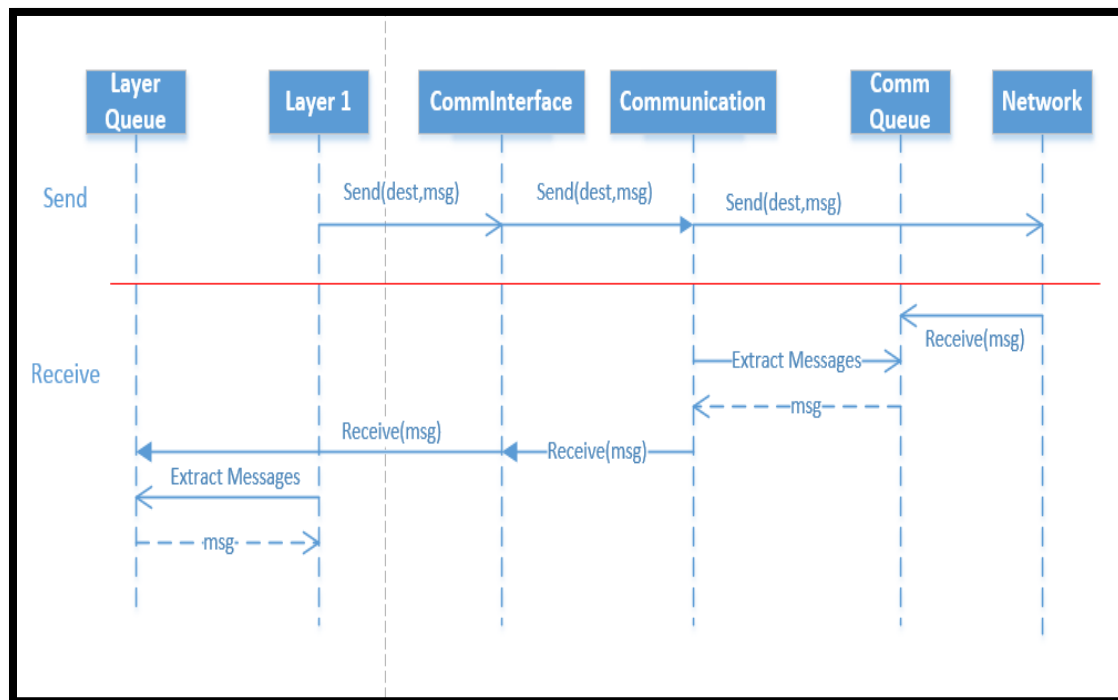 Layer
Queue
Layer 1
CommInterface
Communication
Comm
Queue
Network
Send
Send(dest,msg)
Send(dest,msg)
Send(dest,msg)
Receive
Receive(msg)
Extract Messages
msg
Receive(msg)
Receive(msg)
Extract Messages
msg